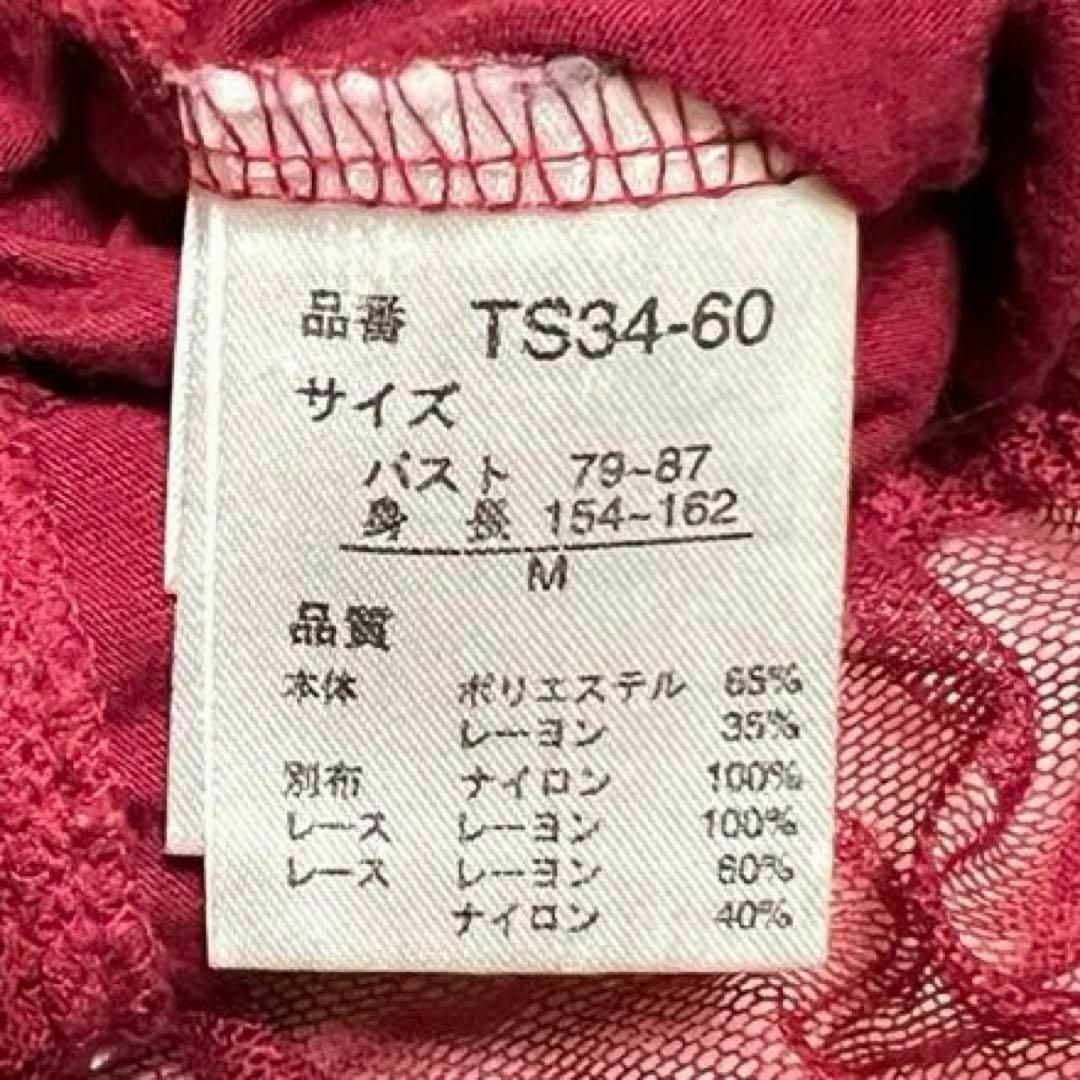 品番 TS34-60
サイズ
バスト 79~87
身長 154~162
M
品質
本体 ポリエステル 65%
レーヨン 35%
別布 ナイロン 100%
レース レーヨン 100%
レース レーヨン 60%
ナイロン 40%